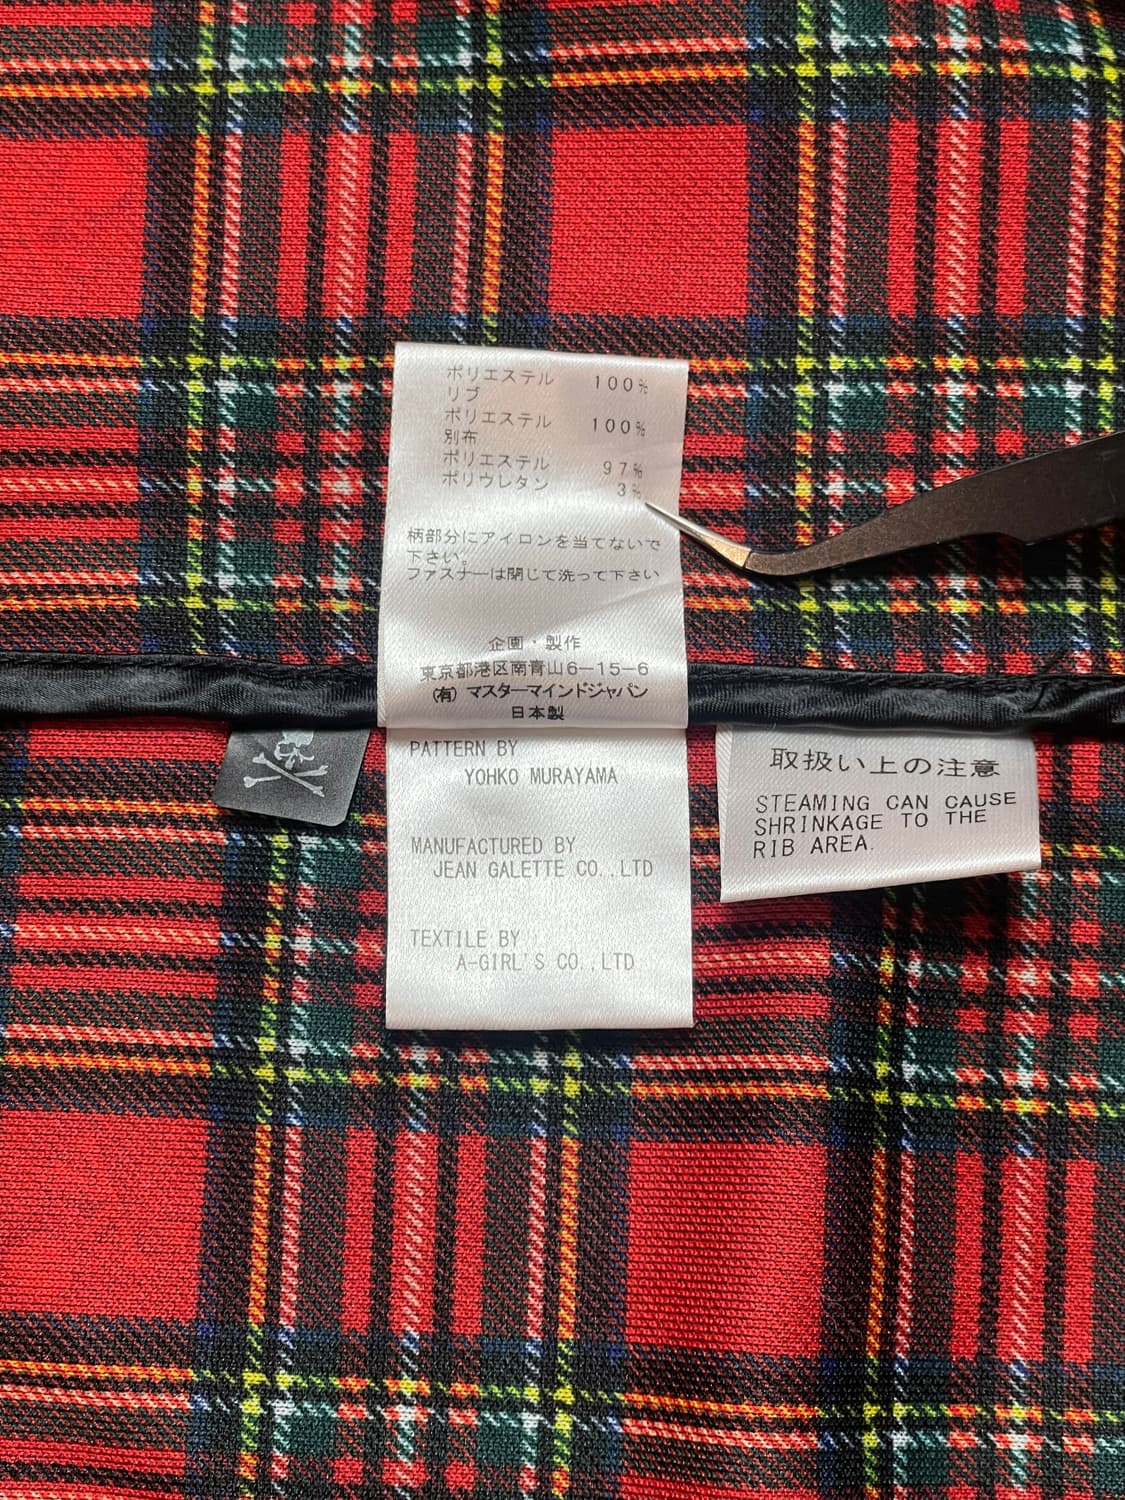 ポリエステル 100%
リブ
ポリエステル 100%
別布
ポリエステル 97%
ポリウレタン 3%
柄部分にアイロンを当てないで
下さい。
ファスナーは閉じて洗って下さい
企画・製作
東京都港区南青山6-15-6
(有) マスターマインドジャパン
日本製
PATTERN BY
YOHKO MURAYAMA
MANUFACTURED BY
JEAN GALETTE CO.,LTD
TEXTILE BY
A-GIRL'S CO.,LTD
取扱い上の注意
STEAMING CAN CAUSE
SHRINKAGE TO THE
RIB AREA.